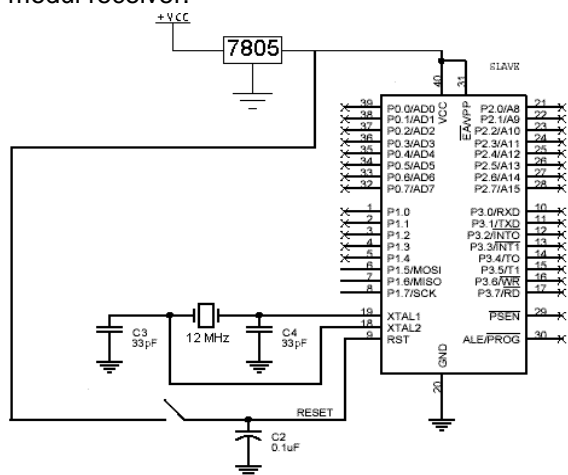 modul receiver.
+VCC
7805
SLAVE
40
31
VCC
EA/VPP
39 P0.0/AD0
38 P0.1/AD1
37 P0.2/AD2
36 P0.3/AD3
35 P0.4/AD4
34 P0.5/AD5
33 P0.6/AD6
32 P0.7/AD7
P2.0/A8 21
P2.1/A9 22
P2.2/A10 23
P2.3/A11 24
P2.4/A12 25
P2.5/A13 26
P2.6/A14 27
P2.7/A15 28
1 P1.0
2 P1.1
3 P1.2
4 P1.3
5 P1.4
6 P1.5/MOSI
7 P1.6/MISO
8 P1.7/SCK
P3.0/RXD 10
P3.1/TXD 11
P3.2/INTO 12
P3.3/INT1 13
P3.4/TO 14
P3.5/T1 15
P3.6/WR 16
P3.7/RD 17
19 XTAL1
18 XTAL2
9 RST
PSEN 29
ALE/PROG 30
GND
20
C3
33pF
12 MHz
C4
33pF
RESET
C2
0.1uF